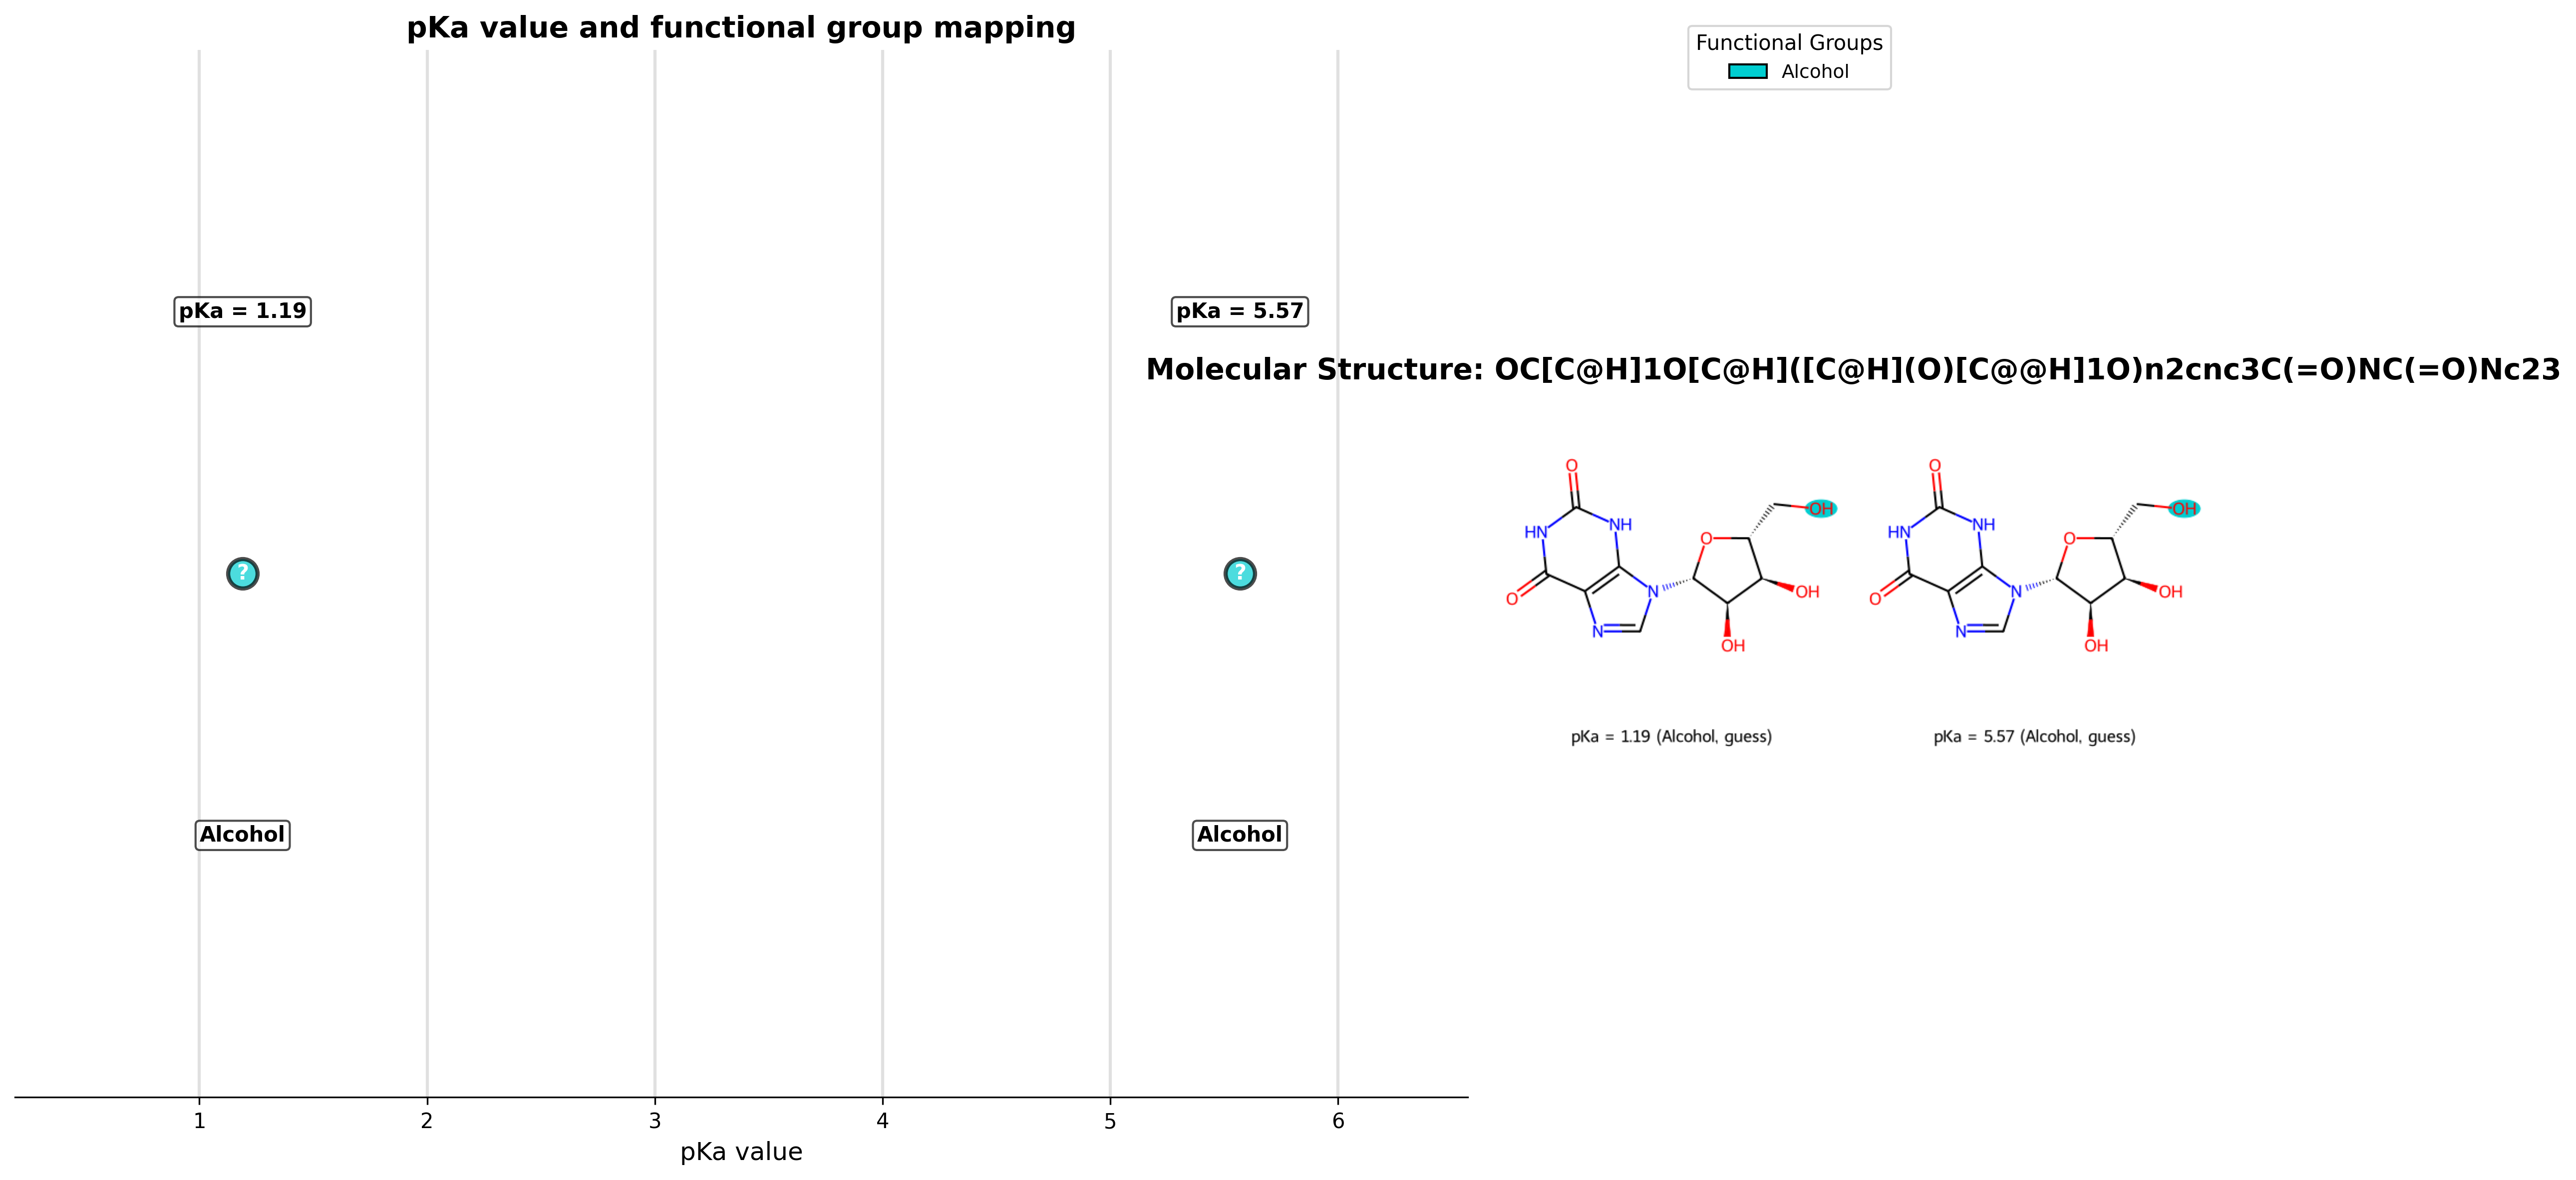 pKa value and functional group mapping
Functional Groups
Alcohol
pKa = 1.19
pKa = 5.57
Molecular Structure: OC[C@H]1O[C@H]([C@H](O)[C@@H]1O)n2cnc3C(=O)NC(=O)Nc23
O
O
OH
OH
HN
NH
HN
NH
O
O
?
?
O
N
OH
O
N
OH
N
N
OH
OH
pKa = 1.19 (Alcohol, guess)
pKa = 5.57 (Alcohol, guess)
Alcohol
Alcohol
1
2
3
4
5
6
pKa value